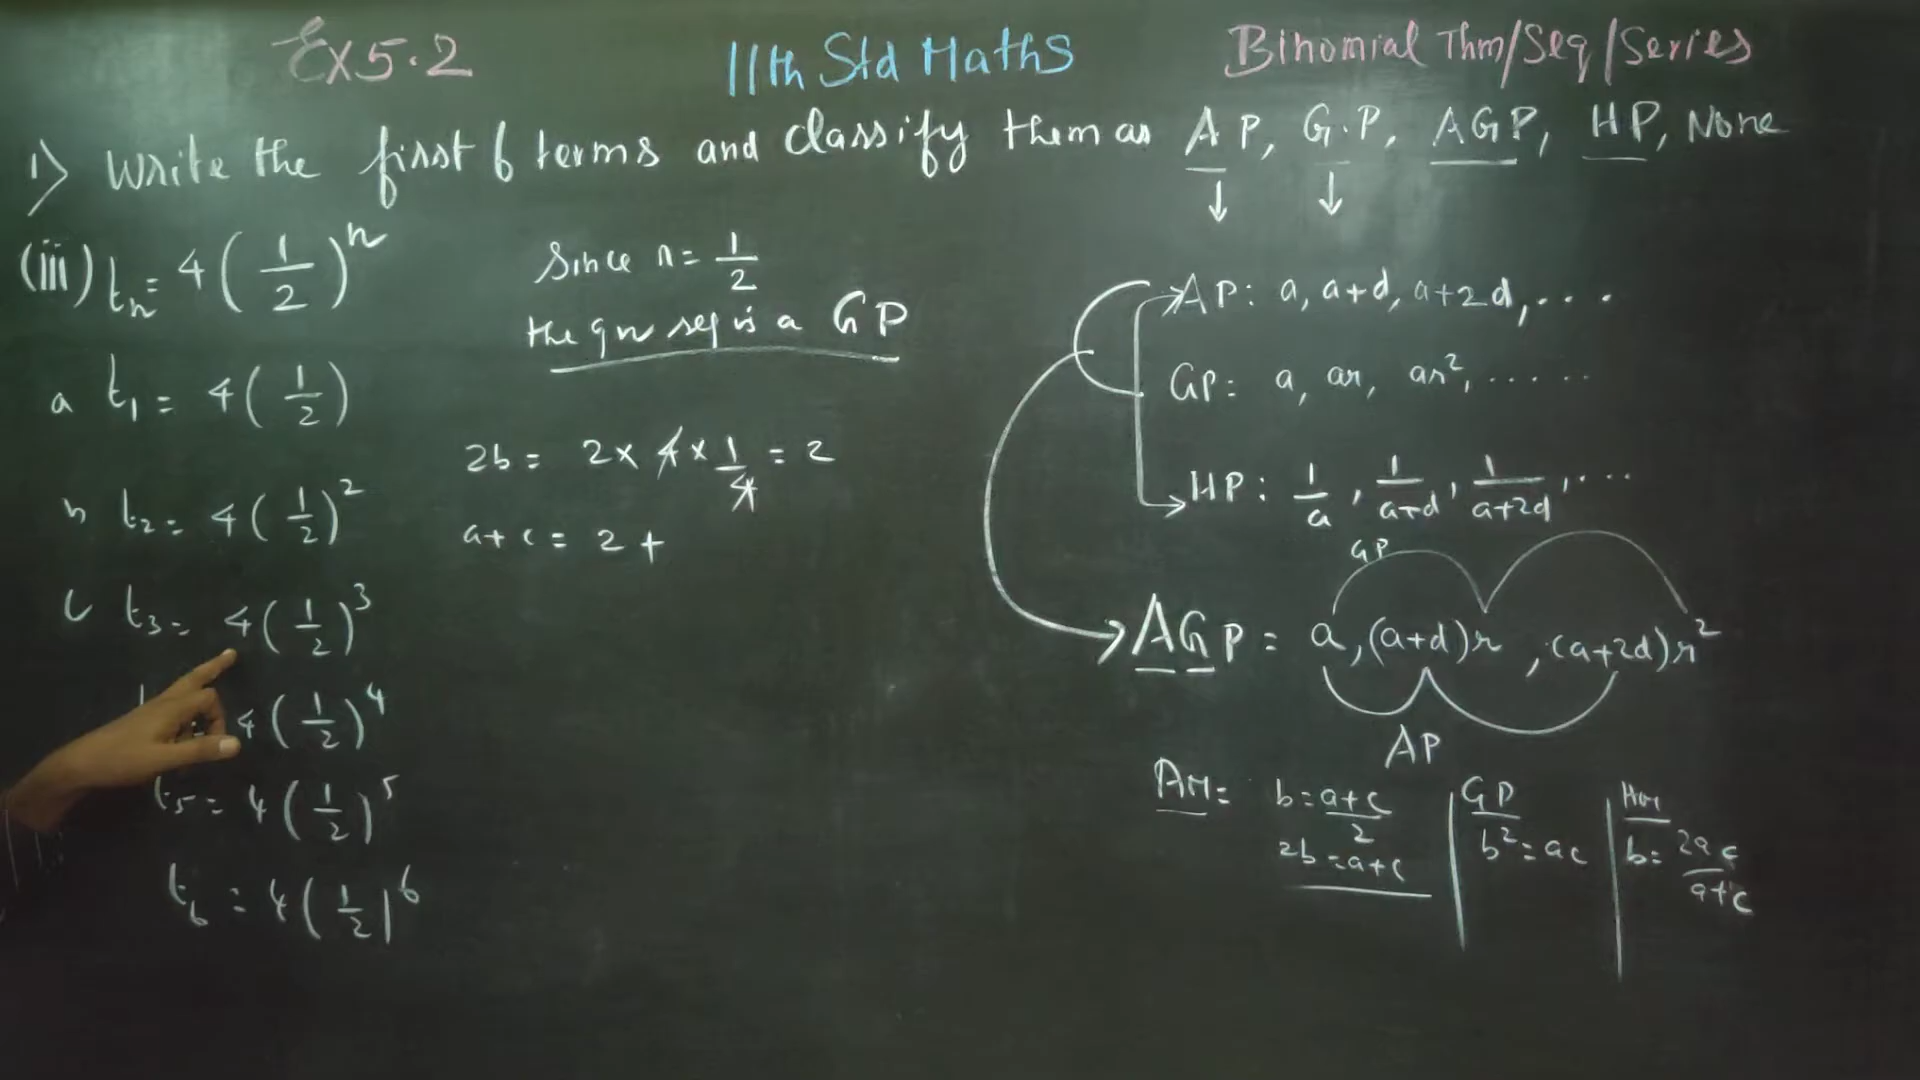 Ex 5.2
11th Std Maths
Binomial Thm/Seq/Series
1) Write the first 6 terms and classify them as AP, G.P, AGP, HP, None
(iii) tₙ = 4(1/2)ⁿ
a t₁ = 4(1/2)
b t₂ = 4(1/2)²
c t₃ = 4(1/2)³
4(1/2)⁴
t₅ = 4(1/2)⁵
t₆ = 4(1/2)⁶
Since r = 1/2
the gn seq is a GP
2b = 2 × 4 × 1/4 = 2
a + c = 2 +
AP: a, a+d, a+2d, . . .
GP: a, ar, ar², . . . . .
HP: 1/a, 1/a+d, 1/a+2d, . . .
GP
AGP = a, (a+d)r, (a+2d)r²
AP
AM = b = a+c/2
2b = a+c
GP
b² = ac
HM
b = 2ac/a+c